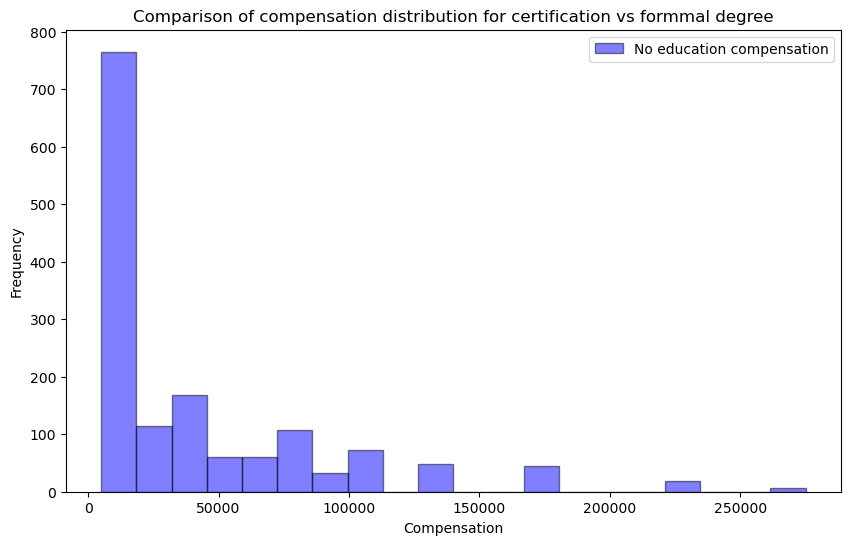 Comparison of compensation distribution for certification vs formmal degree
No education compensation
800
700
600
500
400
300
200
100
0
Frequency
0 50000 100000 150000 200000 250000
Compensation